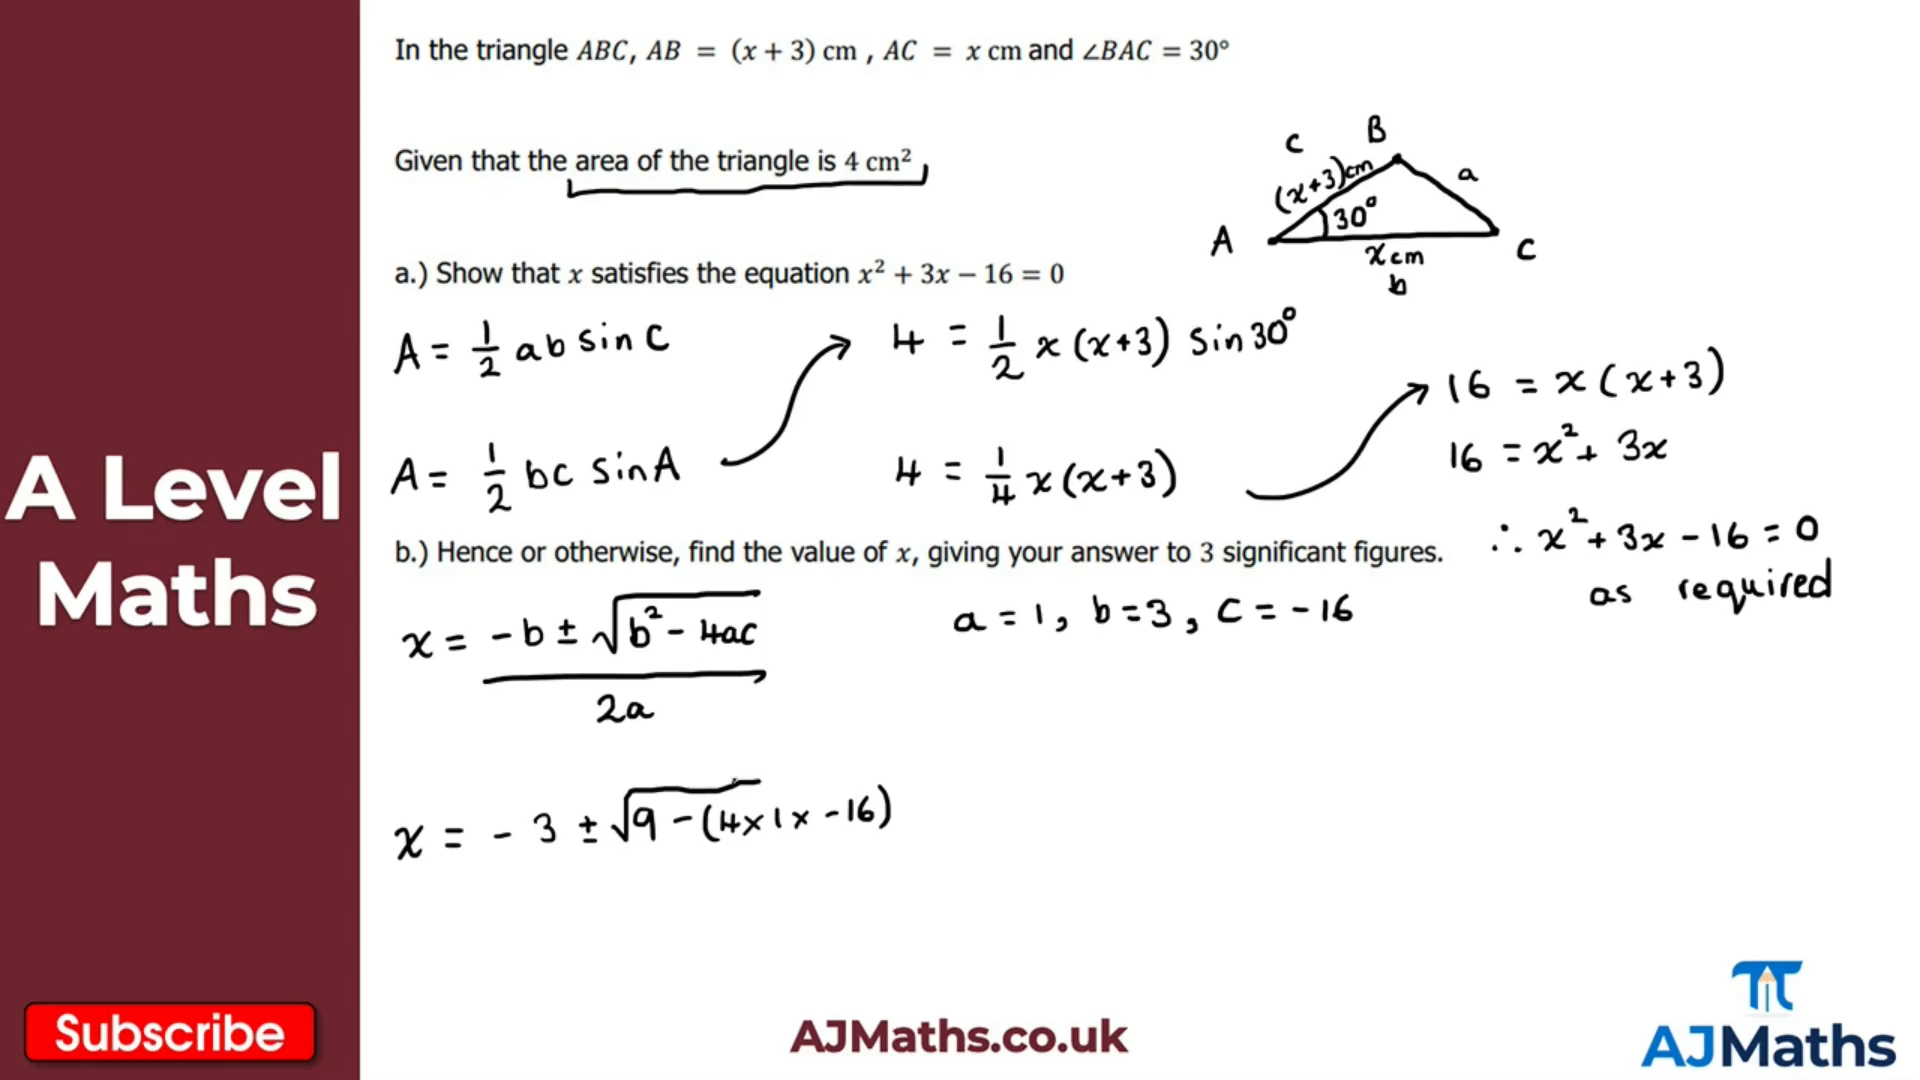 In the triangle ABC, AB = (x + 3) cm , AC = x cm and ∠BAC = 30°
Given that the area of the triangle is 4 cm²
c B
(x+3)cm a
30°
A C
x cm
b
a.) Show that x satisfies the equation x² + 3x − 16 = 0
A = 1/2 ab sin C
4 = 1/2 x (x+3) sin 30°
16 = x (x+3)
16 = x² + 3x
A = 1/2 bc sin A
4 = 1/4 x (x+3)
∴ x² + 3x − 16 = 0
as required
b.) Hence or otherwise, find the value of x, giving your answer to 3 significant figures.
x = −b ± √(b² − 4ac) / 2a
a = 1, b = 3, c = −16
x = − 3 ± √9 − (4 × 1 × −16)
A Level
Maths
Subscribe
AJMaths.co.uk
AJMaths